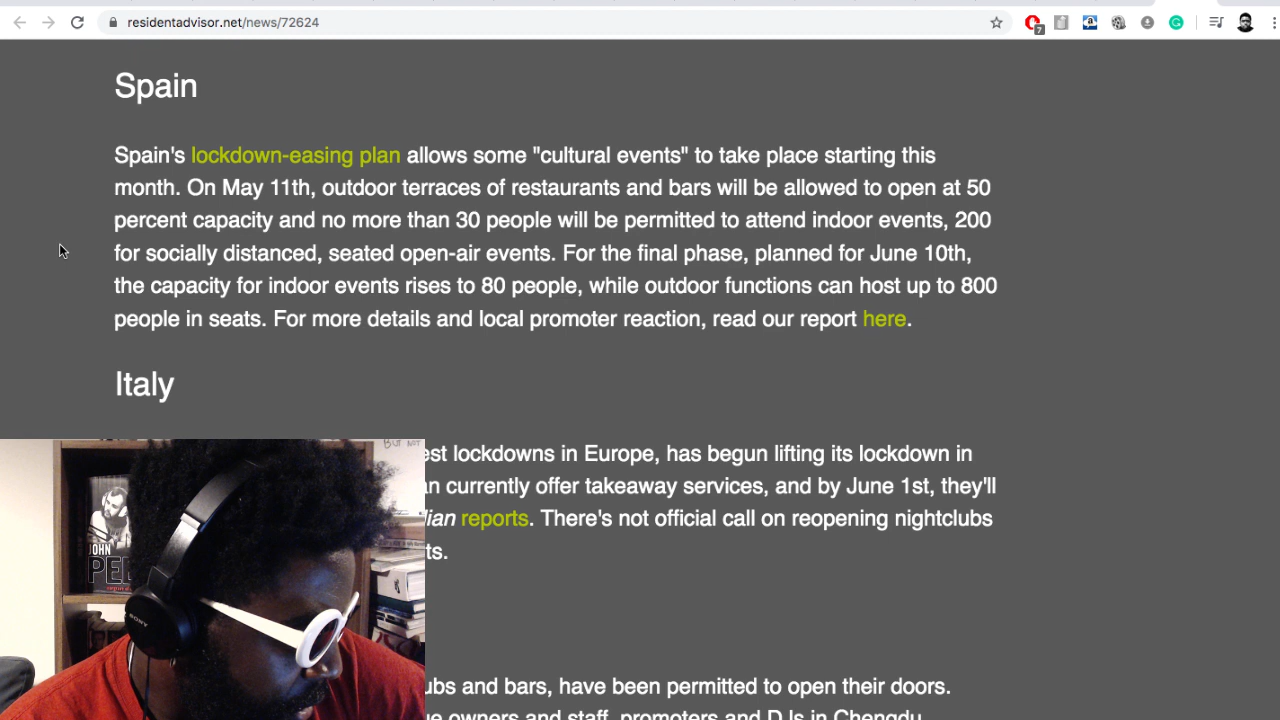 residentadvisor.net/news/72624
7
Spain
Spain's lockdown-easing plan allows some "cultural events" to take place starting this
month. On May 11th, outdoor terraces of restaurants and bars will be allowed to open at 50
percent capacity and no more than 30 people will be permitted to attend indoor events, 200
for socially distanced, seated open-air events. For the final phase, planned for June 10th,
the capacity for indoor events rises to 80 people, while outdoor functions can host up to 800
people in seats. For more details and local promoter reaction, read our report here.
Italy
est lockdowns in Europe, has begun lifting its lockdown in
an currently offer takeaway services, and by June 1st, they'll
ian reports. There's not official call on reopening nightclubs
ts.
ubs and bars, have been permitted to open their doors.
ue owners and staff, promoters and DJs in Chengdu
BUT NOT
JOHN
PEEL
SONY